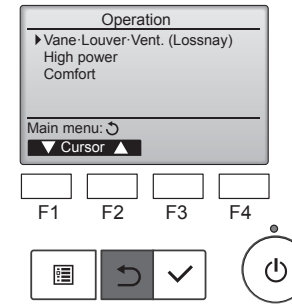 Operation
▶Vane·Louver·Vent. (Lossnay)
High power
Comfort
Main menu: ↺
▼ Cursor ▲
F1 F2 F3 F4